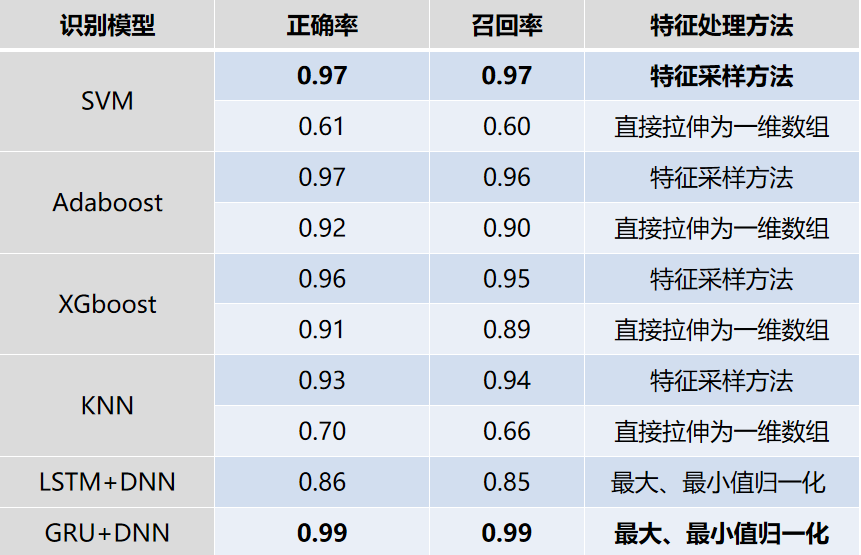 识别模型 正确率 召回率 特征处理方法
SVM 0.97 0.97 特征采样方法
0.61 0.60 直接拉伸为一维数组
Adaboost 0.97 0.96 特征采样方法
0.92 0.90 直接拉伸为一维数组
XGboost 0.96 0.95 特征采样方法
0.91 0.89 直接拉伸为一维数组
KNN 0.93 0.94 特征采样方法
0.70 0.66 直接拉伸为一维数组
LSTM+DNN 0.86 0.85 最大、最小值归一化
GRU+DNN 0.99 0.99 最大、最小值归一化